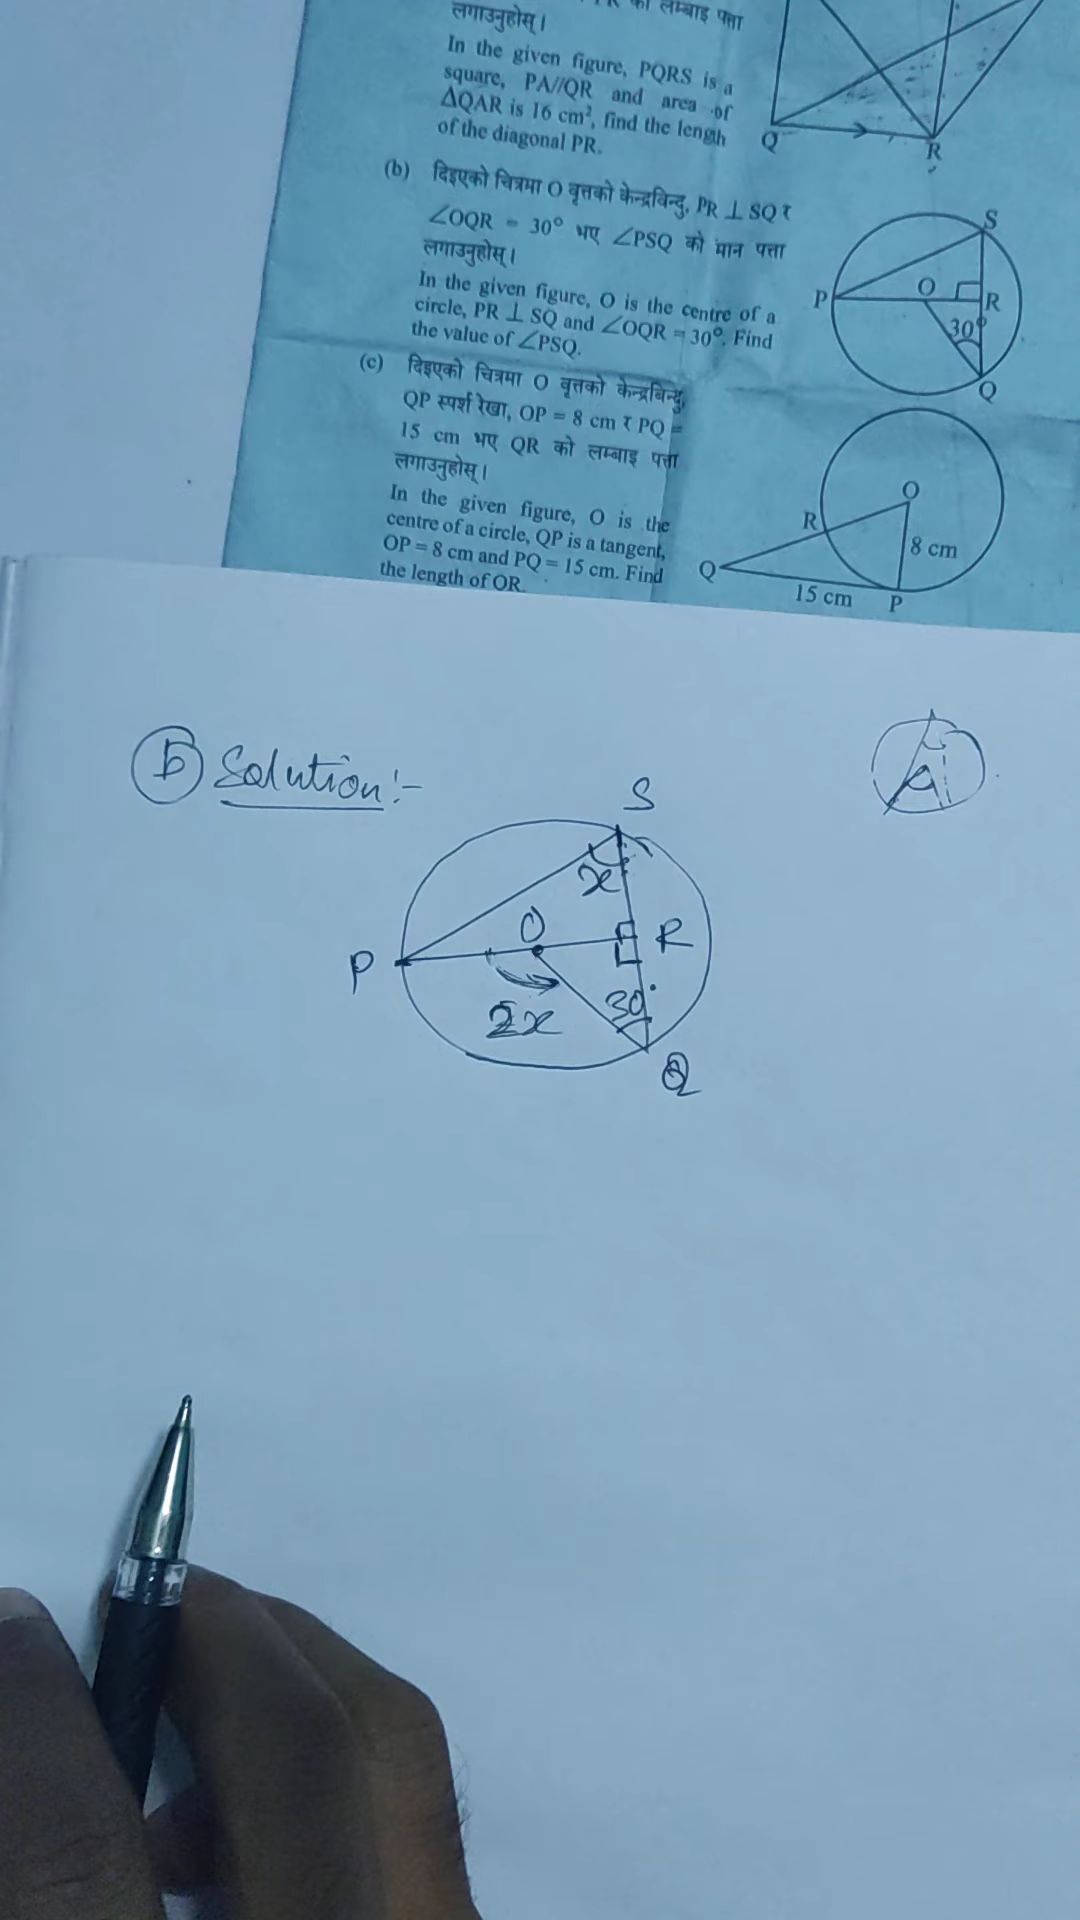 को लम्बाइ पत्ता
लगाउनुहोस् ।
In the given figure, PQRS is a
square, PA//QR and area of
ΔQAR is 16 cm², find the length
of the diagonal PR.
Q
R
(b) दिइएको चित्रमा O वृत्तको केन्द्रविन्दु, PR ⊥ SQ र
∠OQR = 30° भए ∠PSQ को मान पत्ता
लगाउनुहोस् ।
In the given figure, O is the centre of a
circle, PR ⊥ SQ and ∠OQR = 30°. Find
the value of ∠PSQ.
S
P
O
R
30°
Q
(c) दिइएको चित्रमा O वृत्तको केन्द्रबिन्दु,
QP स्पर्श रेखा, OP = 8 cm र PQ =
15 cm भए QR को लम्बाइ पत्ता
लगाउनुहोस् ।
In the given figure, O is the
centre of a circle, QP is a tangent,
OP = 8 cm and PQ = 15 cm. Find
the length of QR.
O
R
8 cm
Q
15 cm
P
b Solution:-
S
x
O
R
P
2x
30°
Q